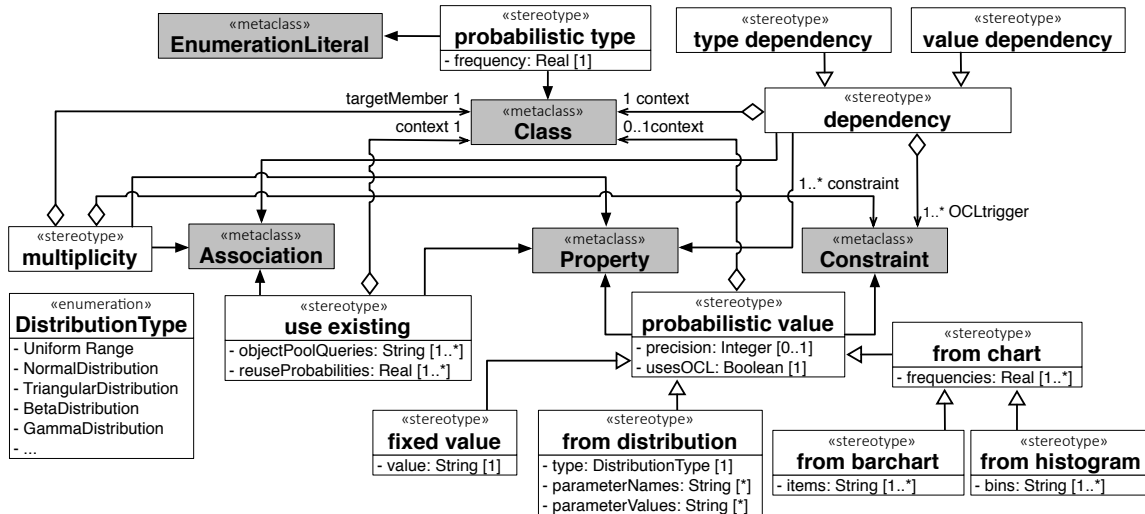 «metaclass»
EnumerationLiteral
«stereotype»
probabilistic type
- frequency: Real [1]
«stereotype»
type dependency
«stereotype»
value dependency
targetMember 1
context 1
«metaclass»
Class
1 context
0..1context
«stereotype»
dependency
1..* constraint
1..* OCLtrigger
«stereotype»
multiplicity
«metaclass»
Association
«metaclass»
Property
«metaclass»
Constraint
«enumeration»
DistributionType
- Uniform Range
- NormalDistribution
- TriangularDistribution
- BetaDistribution
- GammaDistribution
- ...
«stereotype»
use existing
- objectPoolQueries: String [1..*]
- reuseProbabilities: Real [1..*]
«stereotype»
probabilistic value
- precision: Integer [0..1]
- usesOCL: Boolean [1]
«stereotype»
from chart
- frequencies: Real [1..*]
«stereotype»
fixed value
- value: String [1]
«stereotype»
from distribution
- type: DistributionType [1]
- parameterNames: String [*]
- parameterValues: String [*]
«stereotype»
from barchart
- items: String [1..*]
«stereotype»
from histogram
- bins: String [1..*]